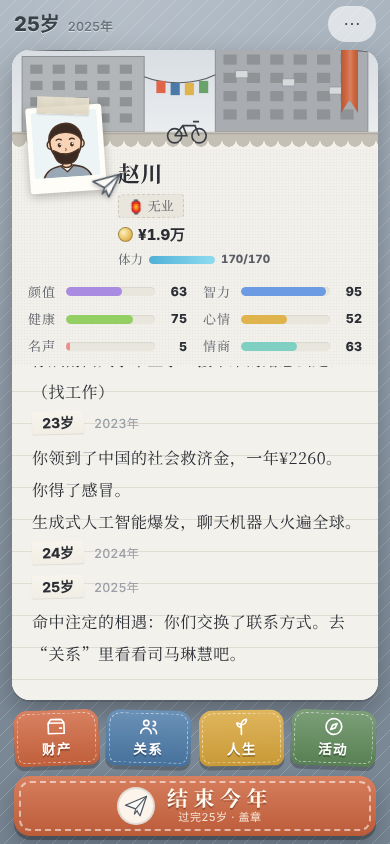 25岁 2025年
赵川
无业
¥1.9万
体力 170/170
颜值 63 智力 95
健康 75 心情 52
名声 5 情商 63
（找工作）
23岁 2023年
你领到了中国的社会救济金，一年¥2260。
你得了感冒。
生成式人工智能爆发，聊天机器人火遍全球。
24岁 2024年
25岁 2025年
命中注定的相遇：你们交换了联系方式。去
“关系”里看看司马琳慧吧。
财产 关系 人生 活动
结束今年
过完25岁 · 盖章